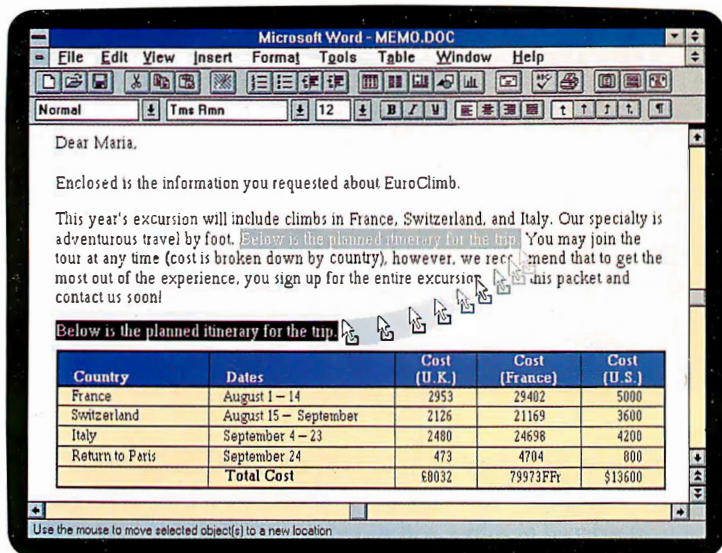 Microsoft Word - MEMO.DOC
File Edit View Insert Format Tools Table Window Help
Normal Tms Rmn 12 B I U
Dear Maria,
Enclosed is the information you requested about EuroClimb.
This year's excursion will include climbs in France, Switzerland, and Italy. Our specialty is
adventurous travel by foot. Below is the planned itinerary for the trip. You may join the
tour at any time (cost is broken down by country), however, we recommend that to get the
most out of the experience, you sign up for the entire excursion his packet and
contact us soon!
Below is the planned itinerary for the trip.
Country Dates Cost (U.K.) Cost (France) Cost (U.S.)
France August 1 – 14 2953 29402 5000
Switzerland August 15 – September 2126 21169 3600
Italy September 4 – 23 2480 24698 4200
Return to Paris September 24 473 4704 800
Total Cost £8032 79973FFr $13600
Use the mouse to move selected object(s) to a new location